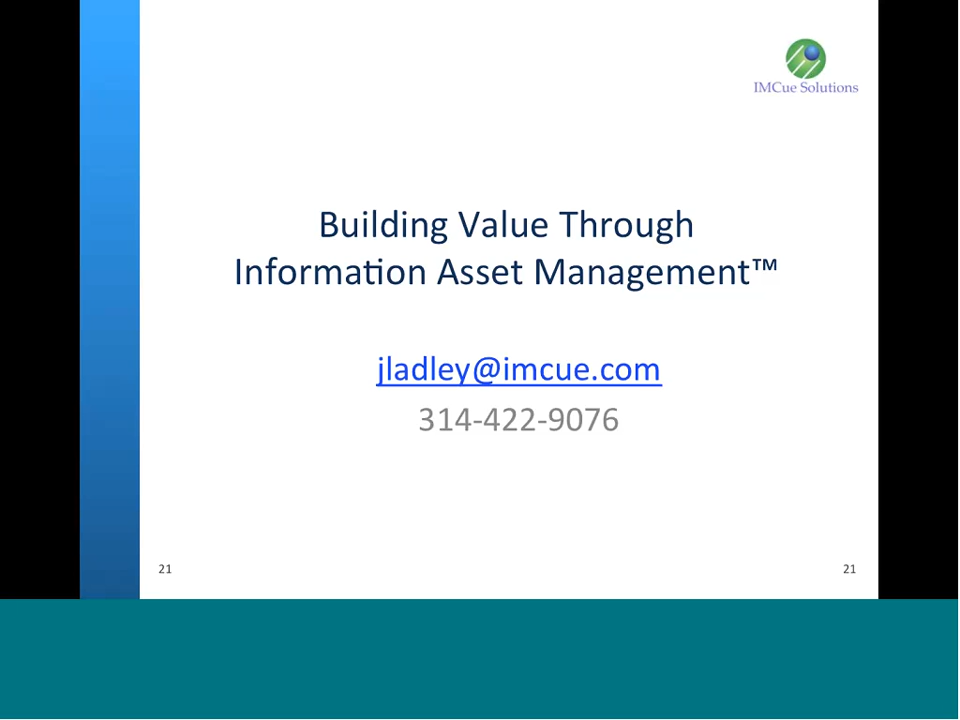 IMCue Solutions
Building Value Through
Information Asset Management™
jladley@imcue.com
314-422-9076
21
21